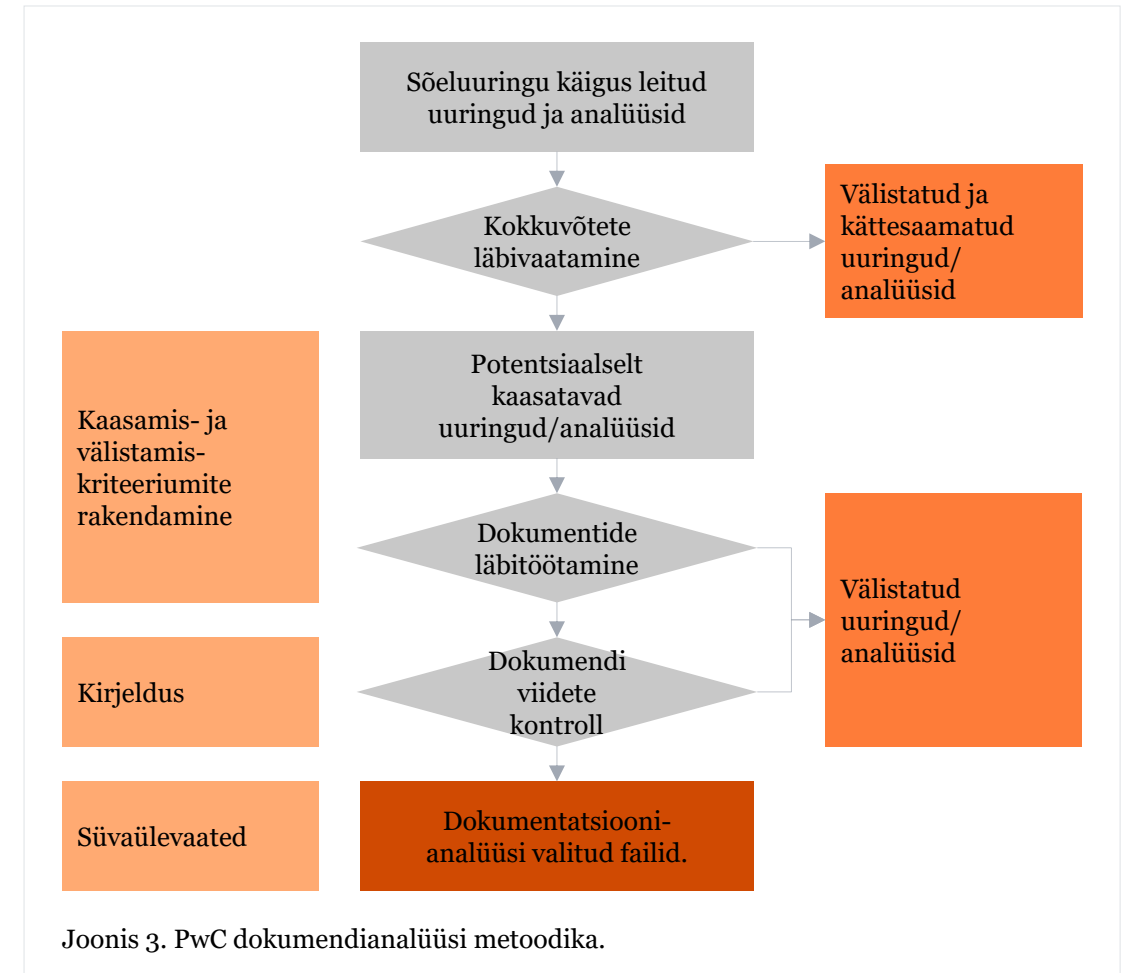 Sõeluuringu käigus leitud
uuringud ja analüüsid
Kokkuvõtete
läbivaatamine
Välistatud ja
kättesaamatud
uuringud/
analüüsid
Kaasamis- ja
välistamis-
kriteeriumite
rakendamine
Potentsiaalselt
kaasatavad
uuringud/analüüsid
Dokumentide
läbitöötamine
Välistatud
uuringud/
analüüsid
Kirjeldus
Dokumendi
viidete
kontroll
Süvaülevaated
Dokumentatsiooni-
analüüsi valitud failid.
Joonis 3. PwC dokumendianalüüsi metoodika.